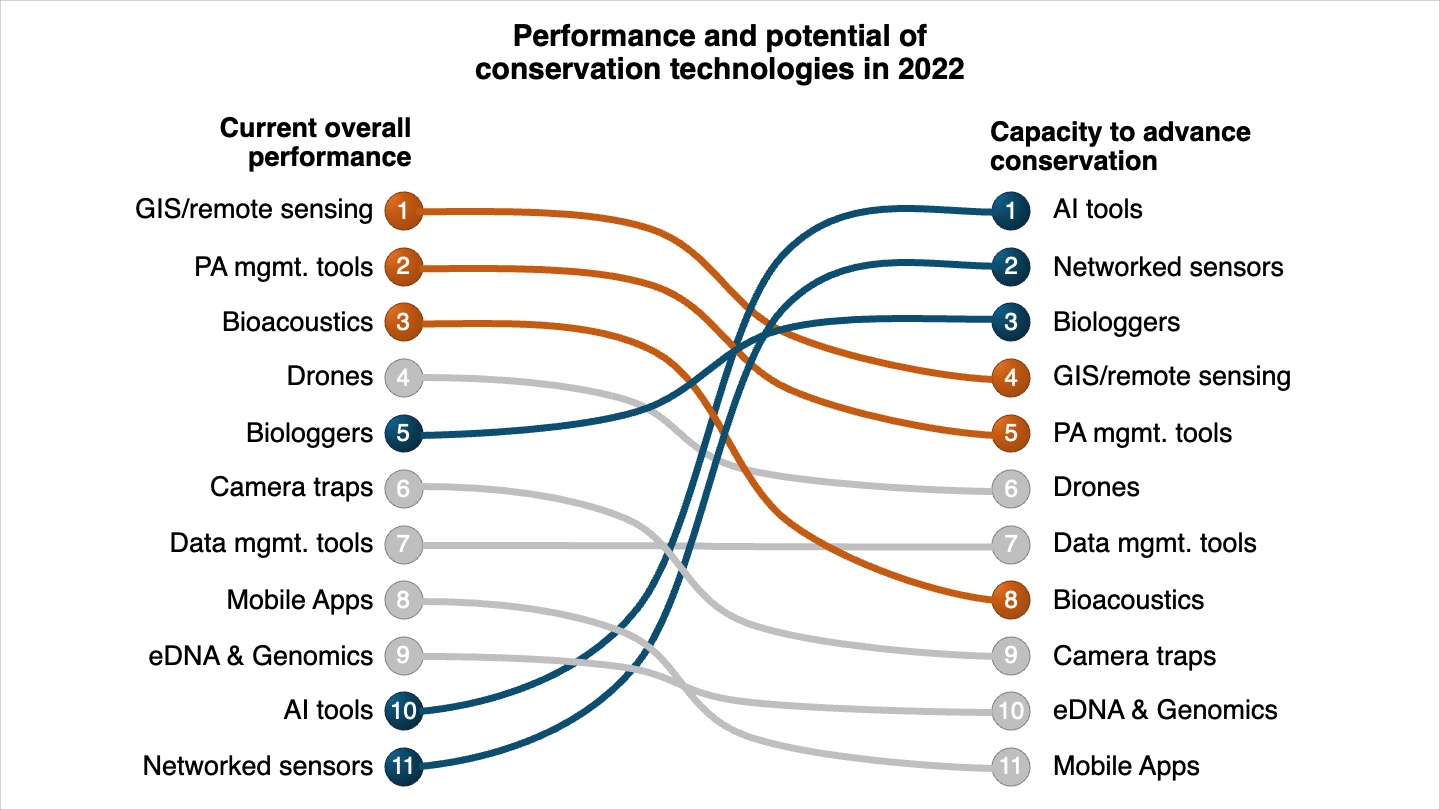 Performance and potential of
conservation technologies in 2022
Current overall
performance
Capacity to advance
conservation
GIS/remote sensing 1 1 AI tools
PA mgmt. tools 2 2 Networked sensors
Bioacoustics 3 3 Biologgers
Drones 4 4 GIS/remote sensing
Biologgers 5 5 PA mgmt. tools
Camera traps 6 6 Drones
Data mgmt. tools 7 7 Data mgmt. tools
Mobile Apps 8 8 Bioacoustics
eDNA & Genomics 9 9 Camera traps
AI tools 10 10 eDNA & Genomics
Networked sensors 11 11 Mobile Apps